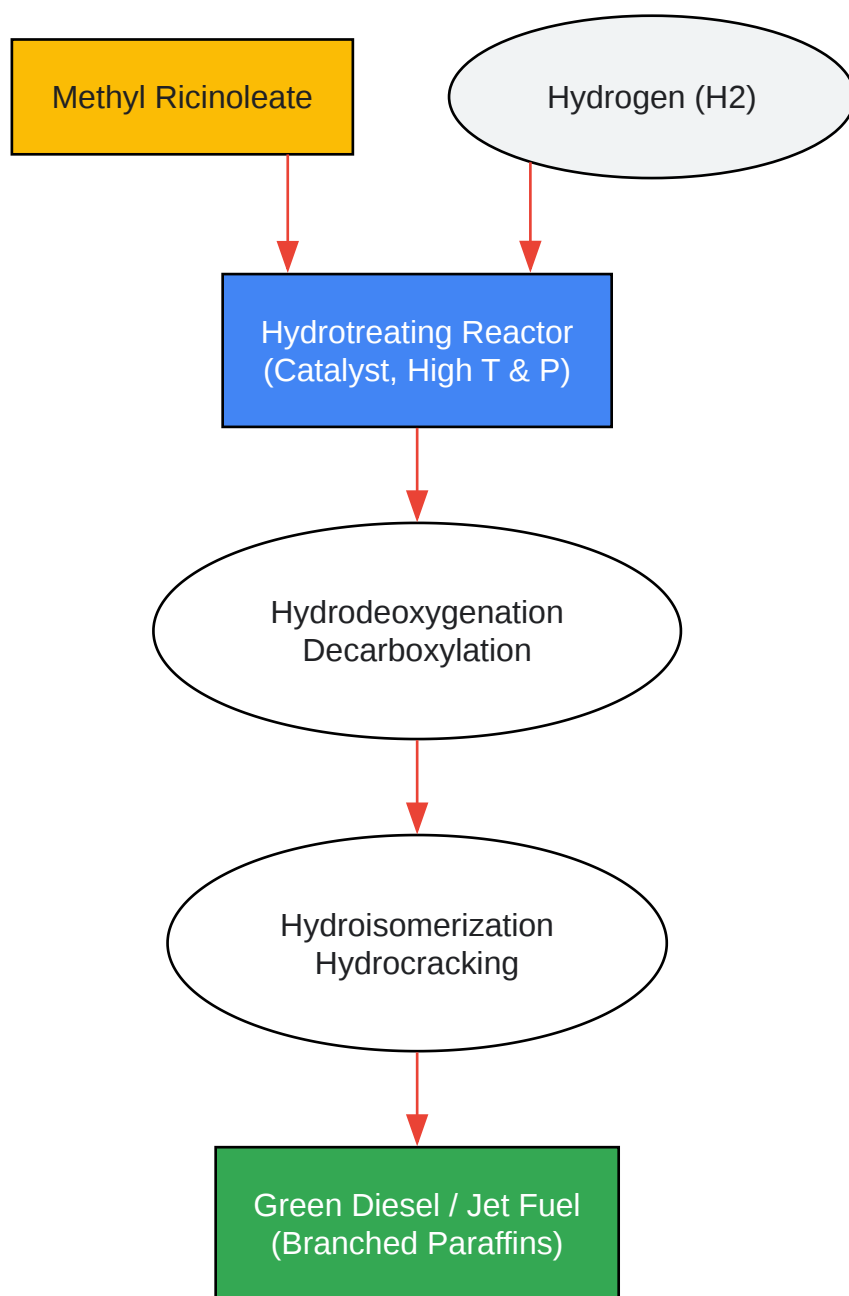 Methyl Ricinoleate
Hydrogen (H2)
Hydrotreating Reactor
(Catalyst, High T & P)
Hydrodeoxygenation
Decarboxylation
Hydroisomerization
Hydrocracking
Green Diesel / Jet Fuel
(Branched Paraffins)